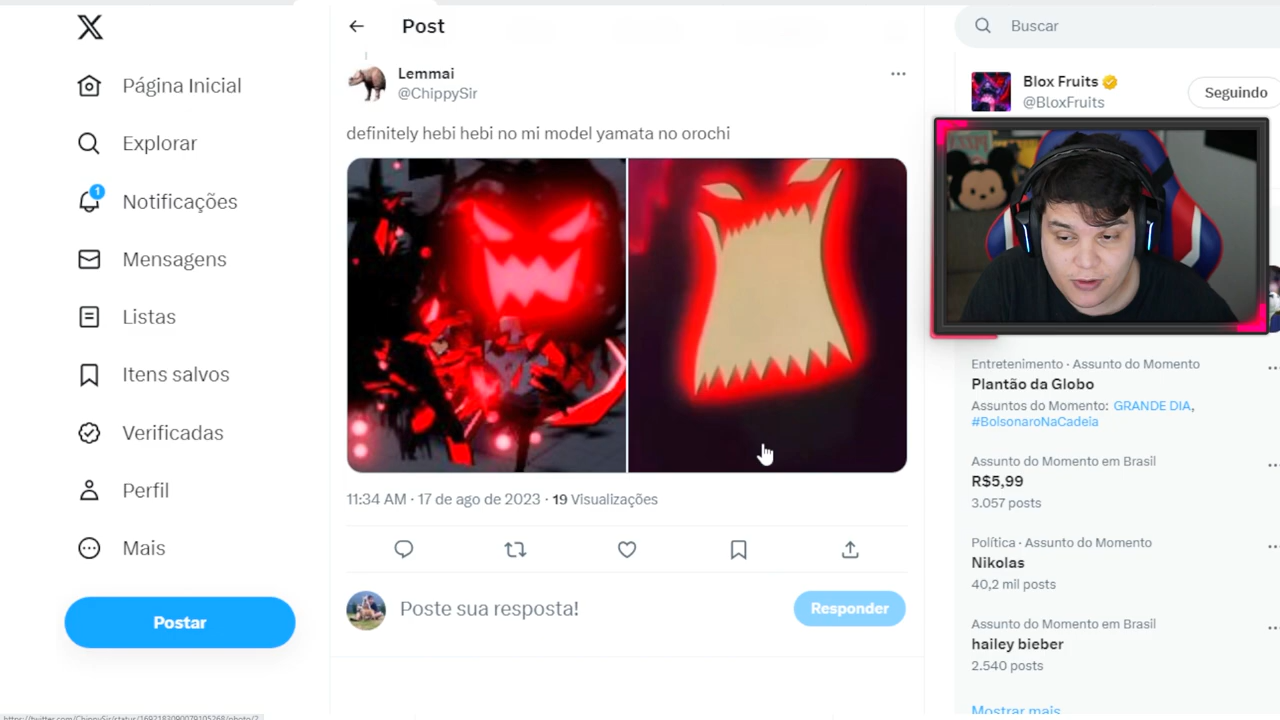 Post
Buscar
Página Inicial
Explorar
1
Notificações
Mensagens
Listas
Itens salvos
Verificadas
Perfil
Mais
Postar
Lemmai
@ChippySir
definitely hebi hebi no mi model yamata no orochi
11:34 AM · 17 de ago de 2023 · 19 Visualizações
Poste sua resposta!
Responder
Blox Fruits
@BloxFruits
Seguindo
Entretenimento · Assunto do Momento
Plantão da Globo
Assuntos do Momento: GRANDE DIA,
#BolsonaroNaCadeia
Assunto do Momento em Brasil
R$5,99
3.057 posts
Política · Assunto do Momento
Nikolas
40,2 mil posts
Assunto do Momento em Brasil
hailey bieber
2.540 posts
Mostrar mais